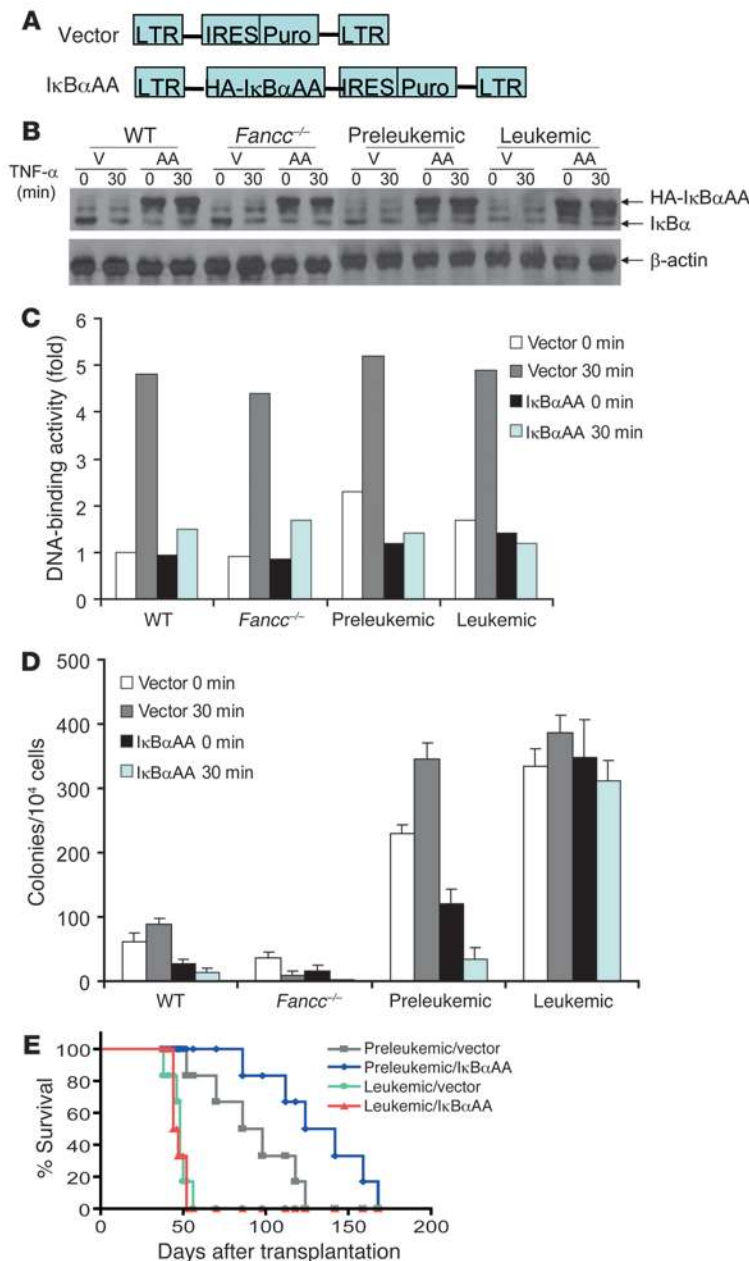 A
Vector LTR IRES Puro LTR
IκBαAA LTR HA-IκBαAA IRES Puro LTR
B
WT Fancc–/– Preleukemic Leukemic
V AA V AA V AA V AA
TNF-α (min) 0 30 0 30 0 30 0 30 0 30 0 30 0 30 0 30
HA-IκBαAA
IκBα
β-actin
C
DNA-binding activity (fold)
6
5
4
3
2
1
0
Vector 0 min
Vector 30 min
IκBαAA 0 min
IκBαAA 30 min
WT Fancc–/– Preleukemic Leukemic
D
Colonies/10⁴ cells
500
400
300
200
100
0
Vector 0 min
Vector 30 min
IκBαAA 0 min
IκBαAA 30 min
WT Fancc–/– Preleukemic Leukemic
E
% Survival
100
80
60
40
20
0
Preleukemic/vector
Preleukemic/IκBαAA
Leukemic/vector
Leukemic/IκBαAA
0 50 100 150 200
Days after transplantation